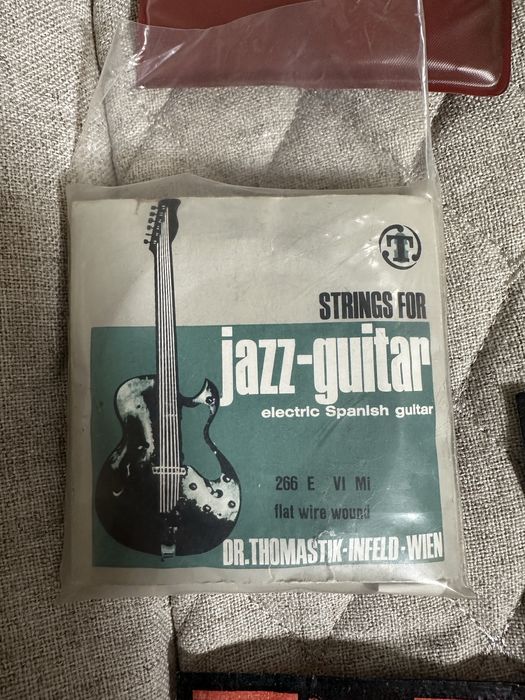 T
STRINGS FOR
jazz-guitar
electric Spanish guitar
266 E VI Mi
flat wire wound
DR.THOMASTIK-INFELD-WIEN